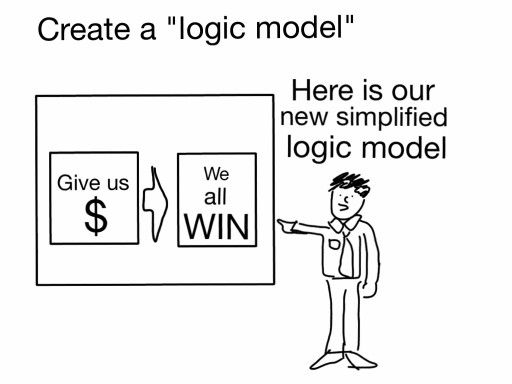 Create a "logic model"
Here is our
new simplified
logic model
Give us
$
We
all
WIN